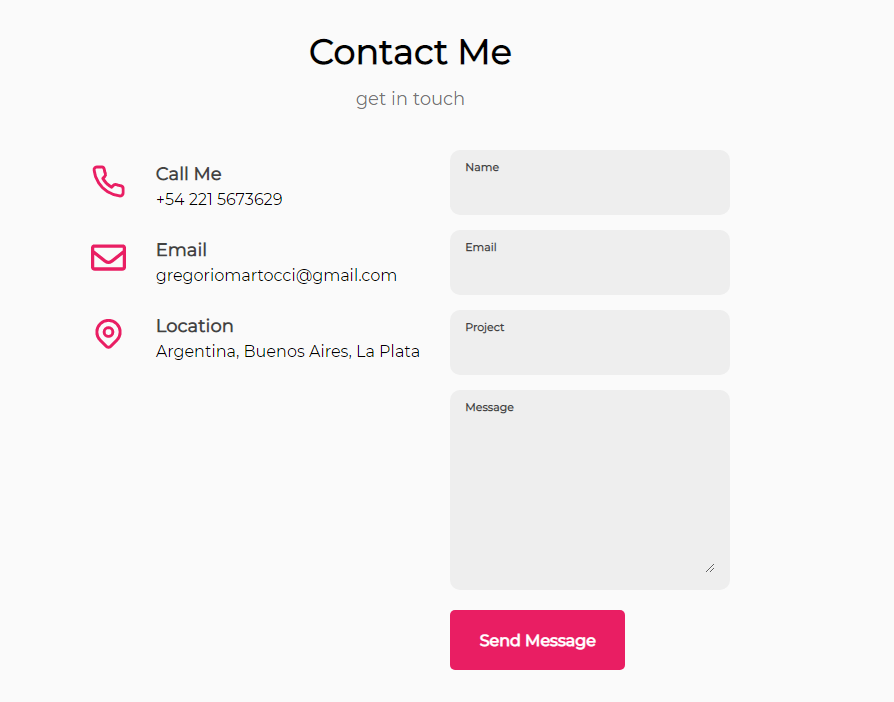 Contact Me
get in touch
Call Me
+54 221 5673629
Email
gregoriomartocci@gmail.com
Location
Argentina, Buenos Aires, La Plata
Name
Email
Project
Message
Send Message